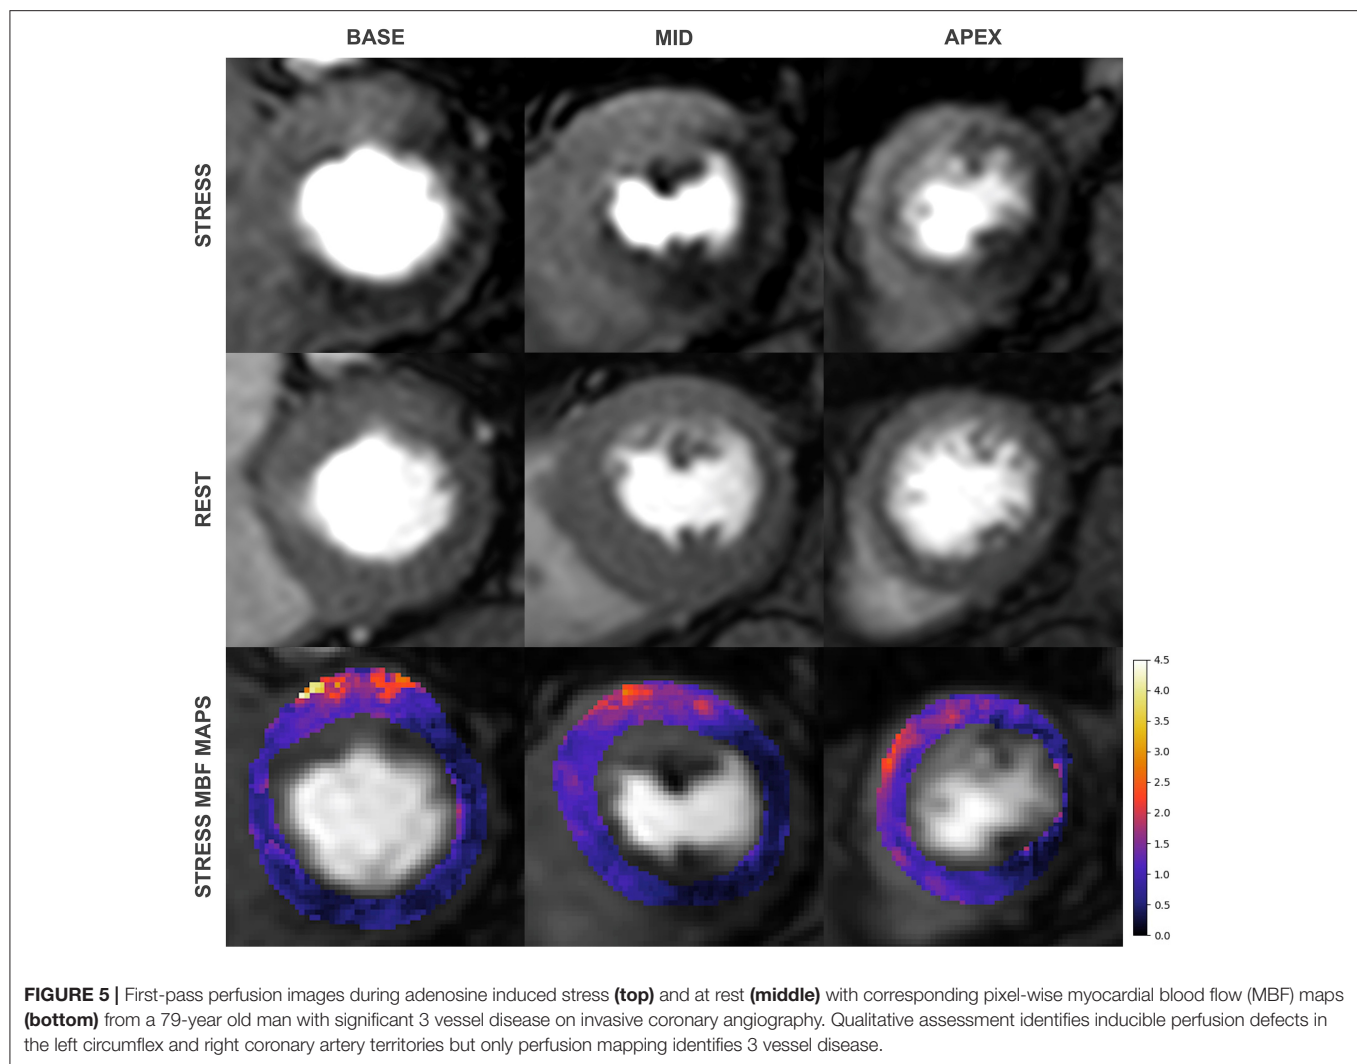 BASE MID APEX
STRESS
REST
STRESS MBF MAPS
4.5
4.0
3.5
3.0
2.5
2.0
1.5
1.0
0.5
0.0
FIGURE 5 | First-pass perfusion images during adenosine induced stress (top) and at rest (middle) with corresponding pixel-wise myocardial blood flow (MBF) maps
(bottom) from a 79-year old man with significant 3 vessel disease on invasive coronary angiography. Qualitative assessment identifies inducible perfusion defects in
the left circumflex and right coronary artery territories but only perfusion mapping identifies 3 vessel disease.